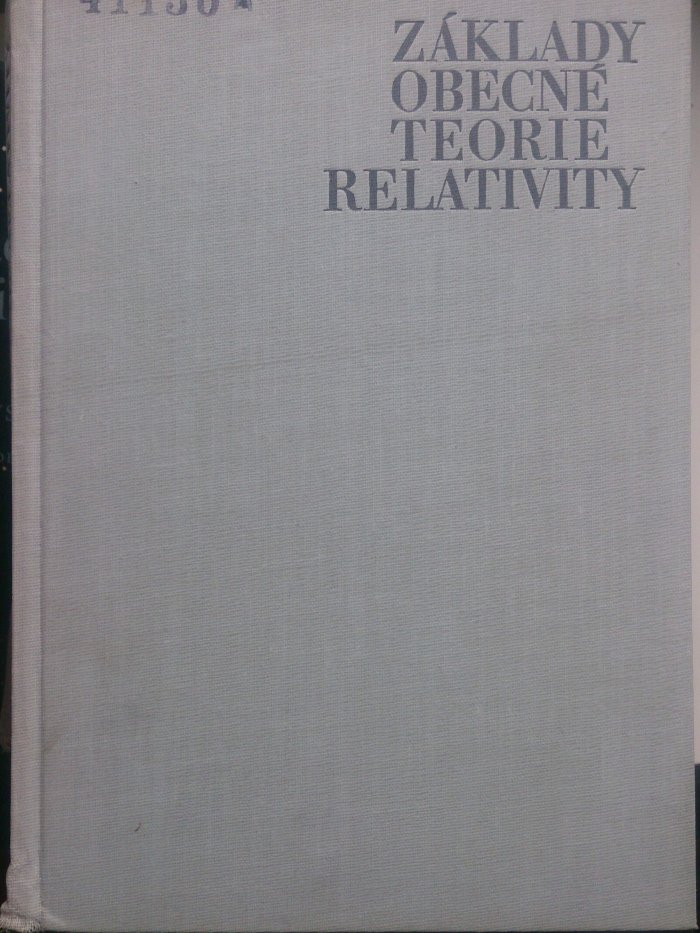 ZÁKLADY
OBECNÉ
TEORIE
RELATIVITY